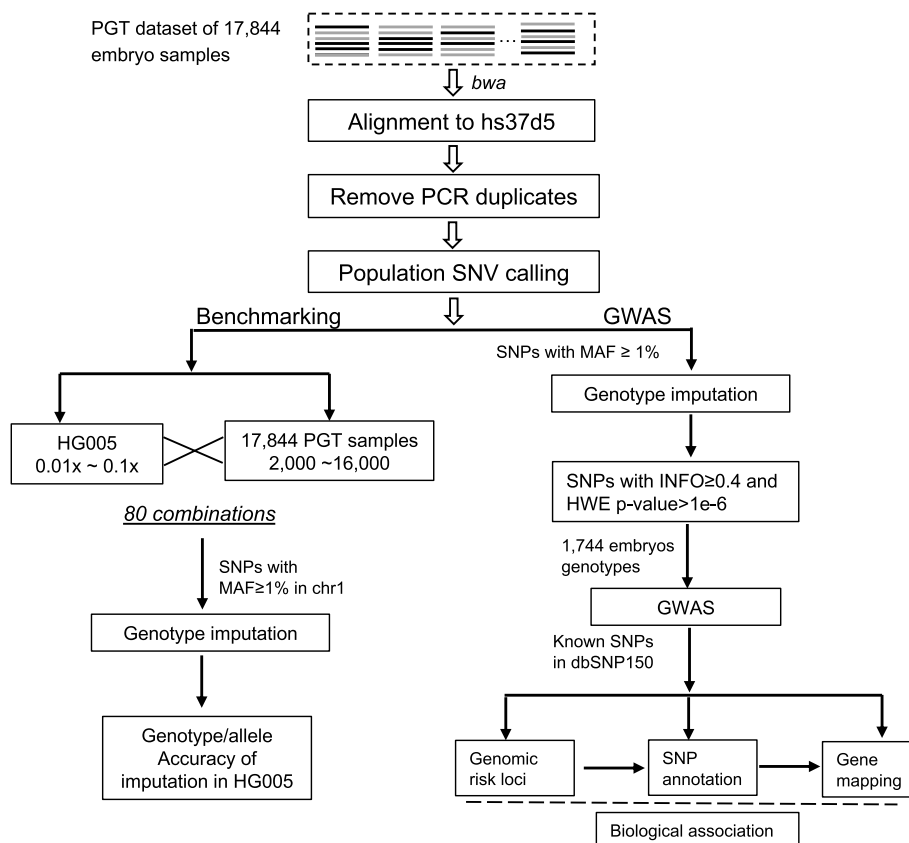 PGT dataset of 17,844
embryo samples
...
bwa
Alignment to hs37d5
Remove PCR duplicates
Population SNV calling
Benchmarking
GWAS
SNPs with MAF ≥ 1%
Genotype imputation
HG005
0.01x ~ 0.1x
17,844 PGT samples
2,000 ~16,000
80 combinations
SNPs with
MAF≥1% in chr1
Genotype imputation
Genotype/allele
Accuracy of
imputation in HG005
SNPs with INFO≥0.4 and
HWE p-value>1e-6
1,744 embryos
genotypes
GWAS
Known SNPs
in dbSNP150
Genomic
risk loci
SNP
annotation
Gene
mapping
Biological association